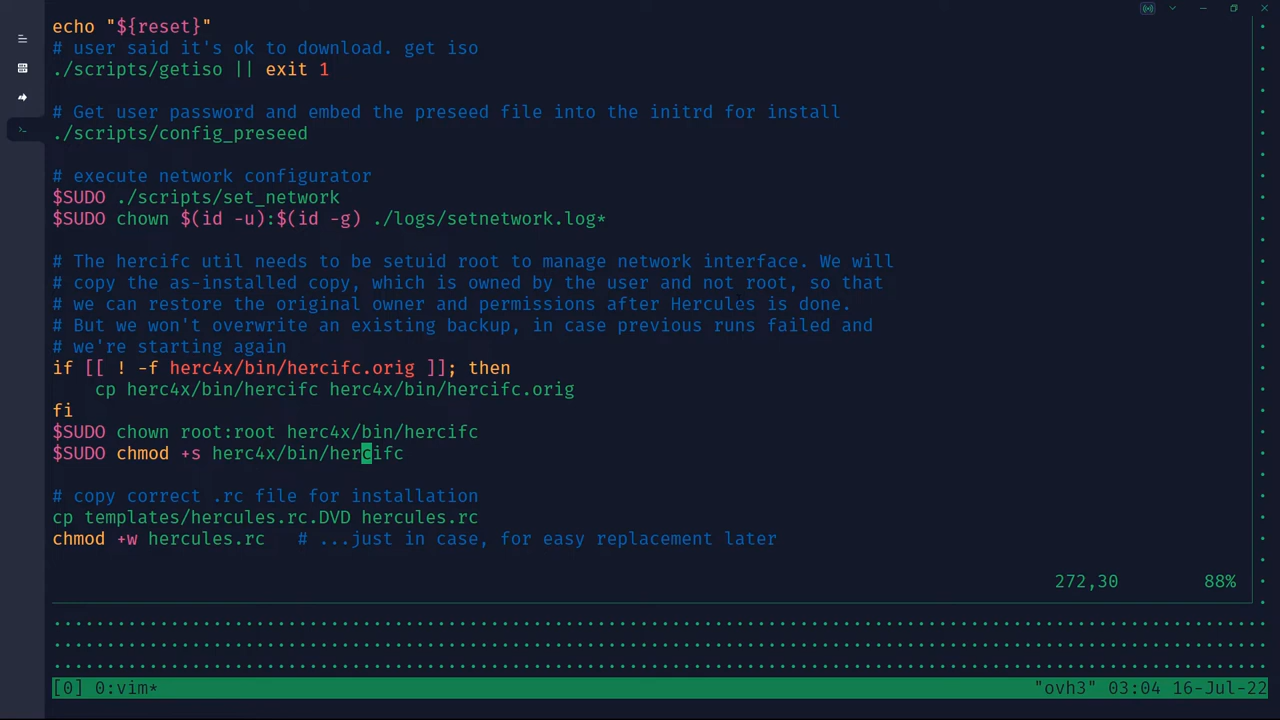 echo "${reset}"
# user said it's ok to download. get iso
./scripts/getiso || exit 1
# Get user password and embed the preseed file into the initrd for install
./scripts/config_preseed
# execute network configurator
$SUDO ./scripts/set_network
$SUDO chown $(id -u):$(id -g) ./logs/setnetwork.log*
# The hercifc util needs to be setuid root to manage network interface. We will
# copy the as-installed copy, which is owned by the user and not root, so that
# we can restore the original owner and permissions after Hercules is done.
# But we won't overwrite an existing backup, in case previous runs failed and
# we're starting again
if [[ ! -f herc4x/bin/hercifc.orig ]]; then
    cp herc4x/bin/hercifc herc4x/bin/hercifc.orig
fi
$SUDO chown root:root herc4x/bin/hercifc
$SUDO chmod +s herc4x/bin/hercifc
# copy correct .rc file for installation
cp templates/hercules.rc.DVD hercules.rc
chmod +w hercules.rc   # ...just in case, for easy replacement later
272,30 88%
[0] 0:vim* "ovh3" 03:04 16-Jul-22